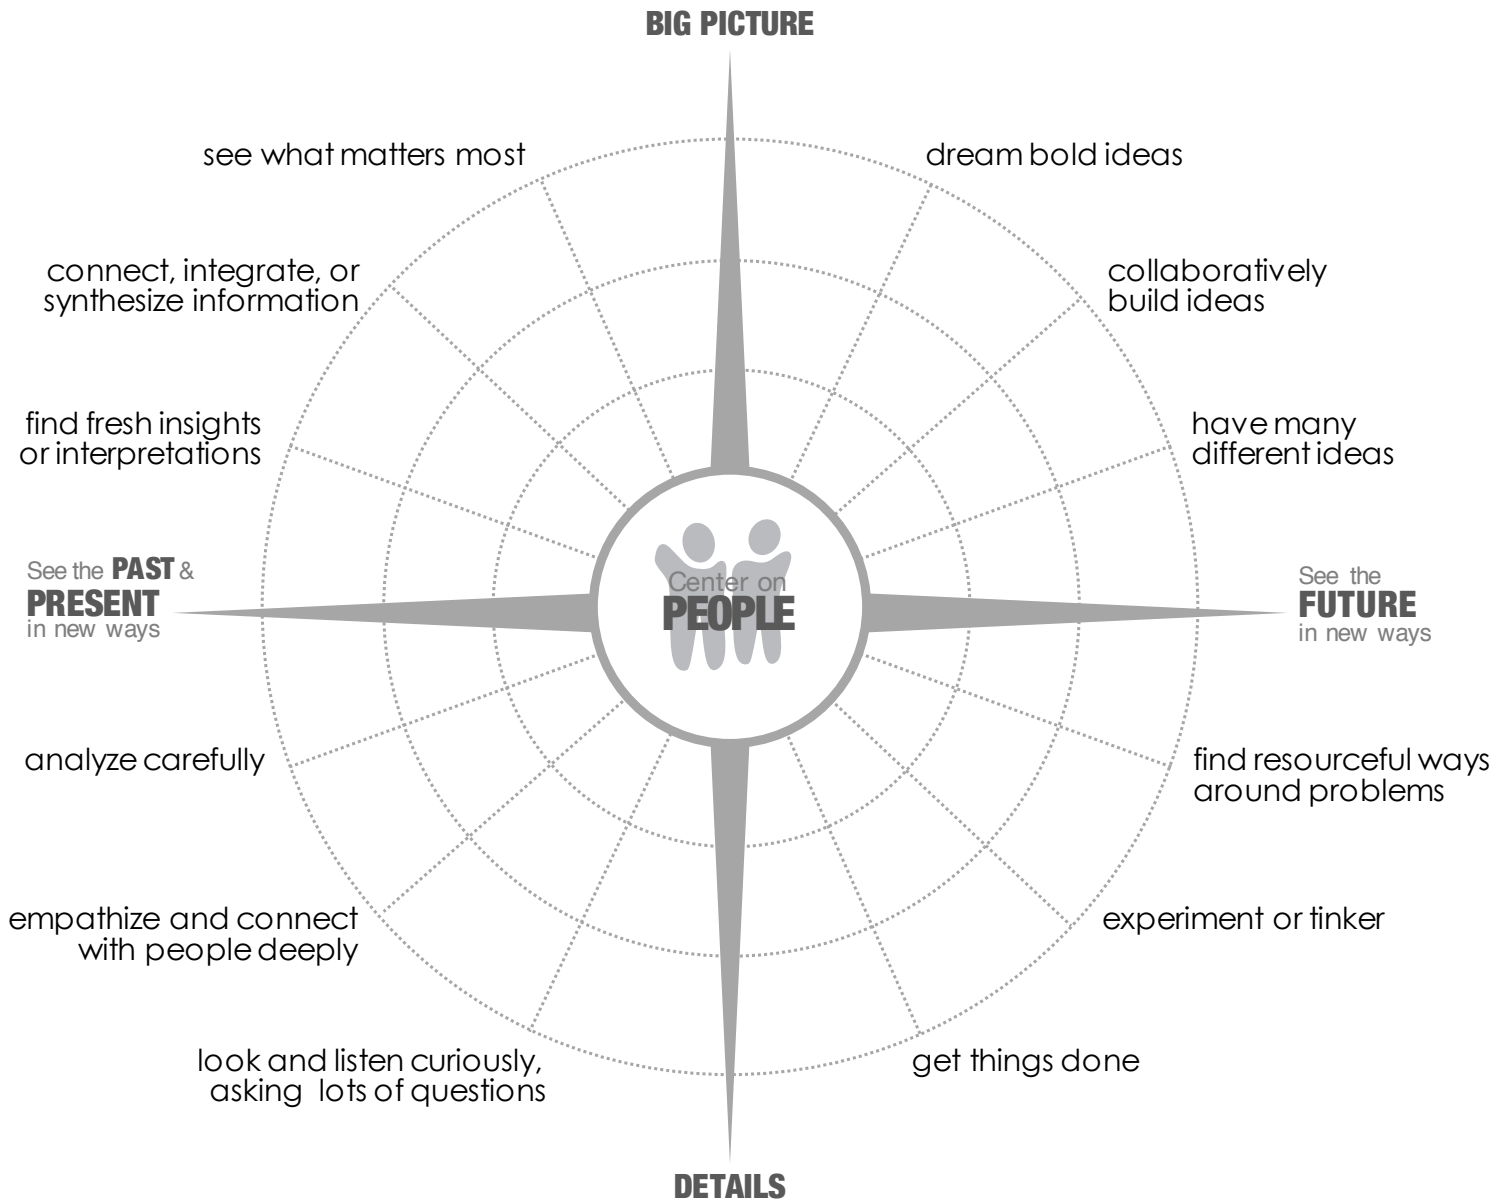 BIG PICTURE
see what matters most
dream bold ideas
connect, integrate, or
synthesize information
collaboratively
build ideas
find fresh insights
or interpretations
have many
different ideas
See the PAST &
PRESENT
in new ways
Center on
PEOPLE
See the
FUTURE
in new ways
analyze carefully
find resourceful ways
around problems
empathize and connect
with people deeply
experiment or tinker
look and listen curiously,
asking lots of questions
get things done
DETAILS